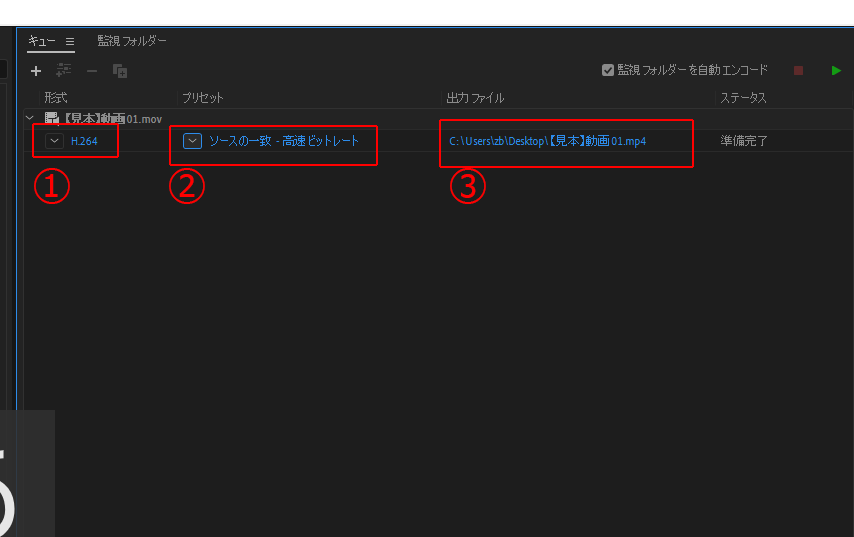 キュー 監視フォルダー
監視フォルダーを自動エンコード
形式 プリセット 出力ファイル ステータス
【見本】動画01.mov
H.264 ソースの一致 - 高速ビットレート C:\Users\zb\Desktop\【見本】動画01.mp4 準備完了
① ② ③